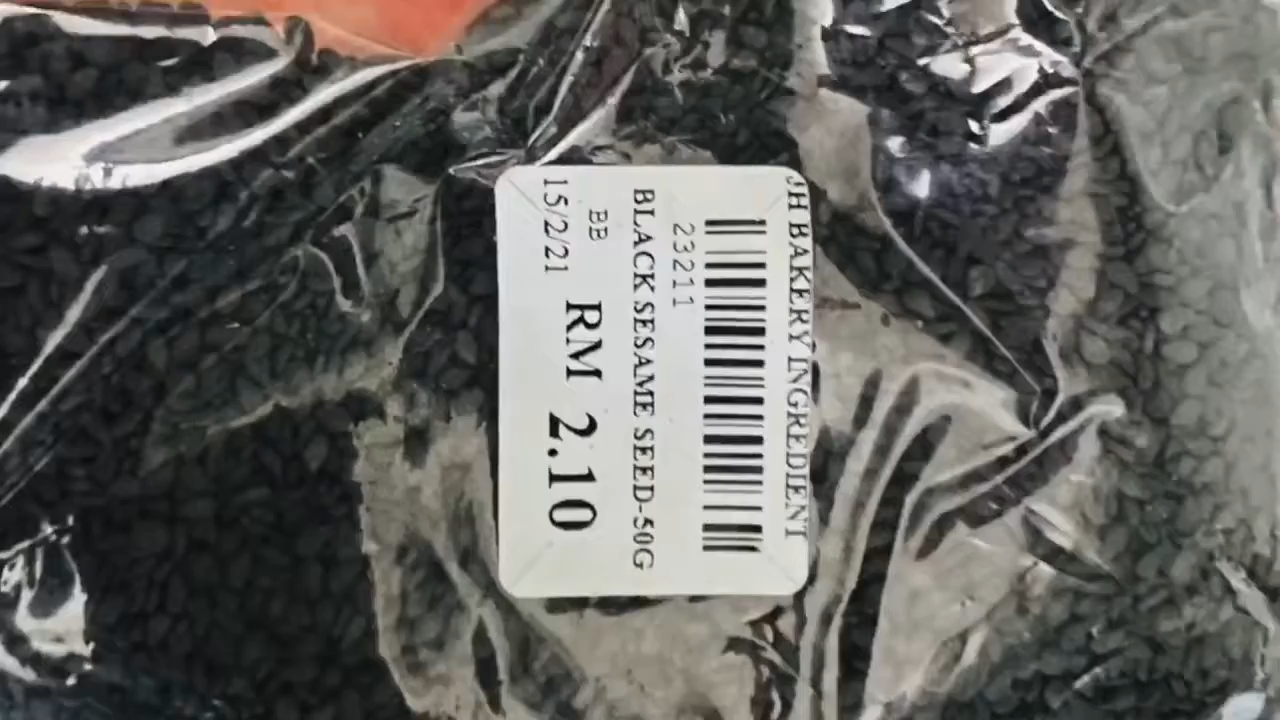 JH BAKERY INGREDIENT
23211
BLACK SESAME SEED-50G
BB
15/2/21
RM 2.10